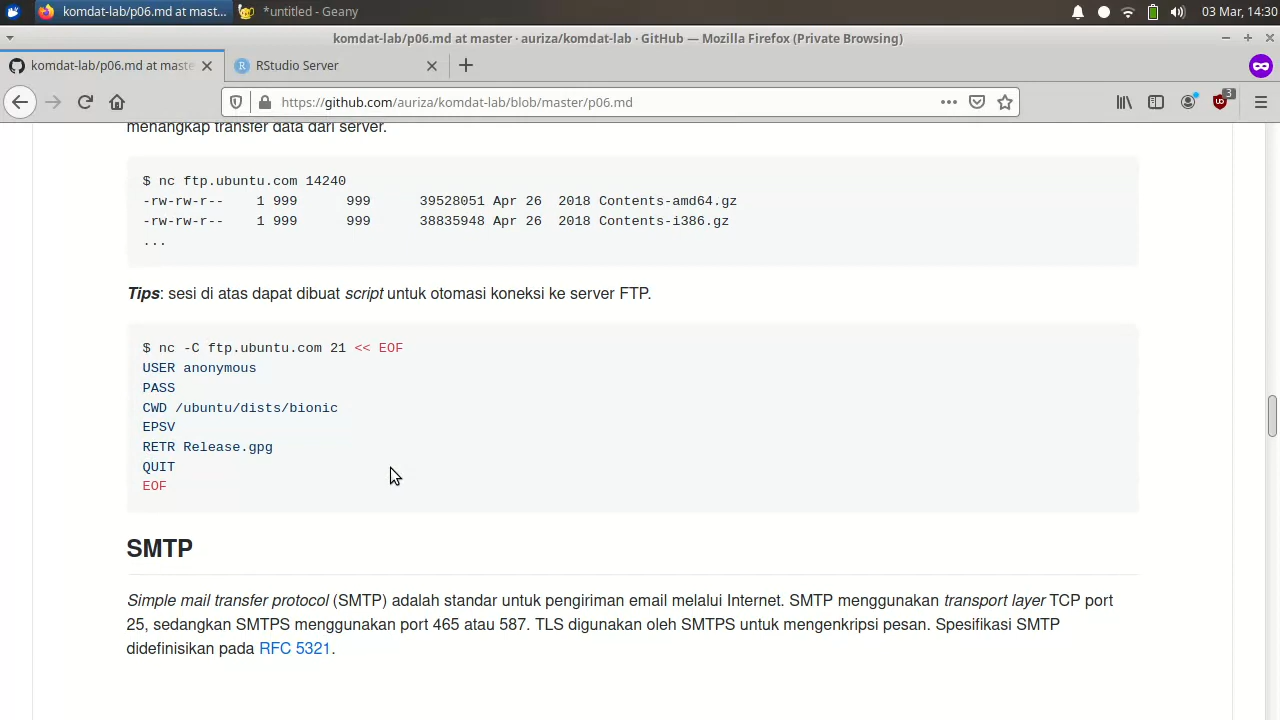 komdat-lab/p06.md at mast...
*untitled - Geany
03 Mar, 14:30
komdat-lab/p06.md at master · auriza/komdat-lab · GitHub — Mozilla Firefox (Private Browsing)
komdat-lab/p06.md at maste
R
RStudio Server
https://github.com/auriza/komdat-lab/blob/master/p06.md
3
menangkap transfer data dari server.
$ nc ftp.ubuntu.com 14240
-rw-rw-r-- 1 999 999 39528051 Apr 26 2018 Contents-amd64.gz
-rw-rw-r-- 1 999 999 38835948 Apr 26 2018 Contents-i386.gz
...
Tips: sesi di atas dapat dibuat script untuk otomasi koneksi ke server FTP.
$ nc -C ftp.ubuntu.com 21 << EOF
USER anonymous
PASS
CWD /ubuntu/dists/bionic
EPSV
RETR Release.gpg
QUIT
EOF
SMTP
Simple mail transfer protocol (SMTP) adalah standar untuk pengiriman email melalui Internet. SMTP menggunakan transport layer TCP port
25, sedangkan SMTPS menggunakan port 465 atau 587. TLS digunakan oleh SMTPS untuk mengenkripsi pesan. Spesifikasi SMTP
didefinisikan pada RFC 5321.